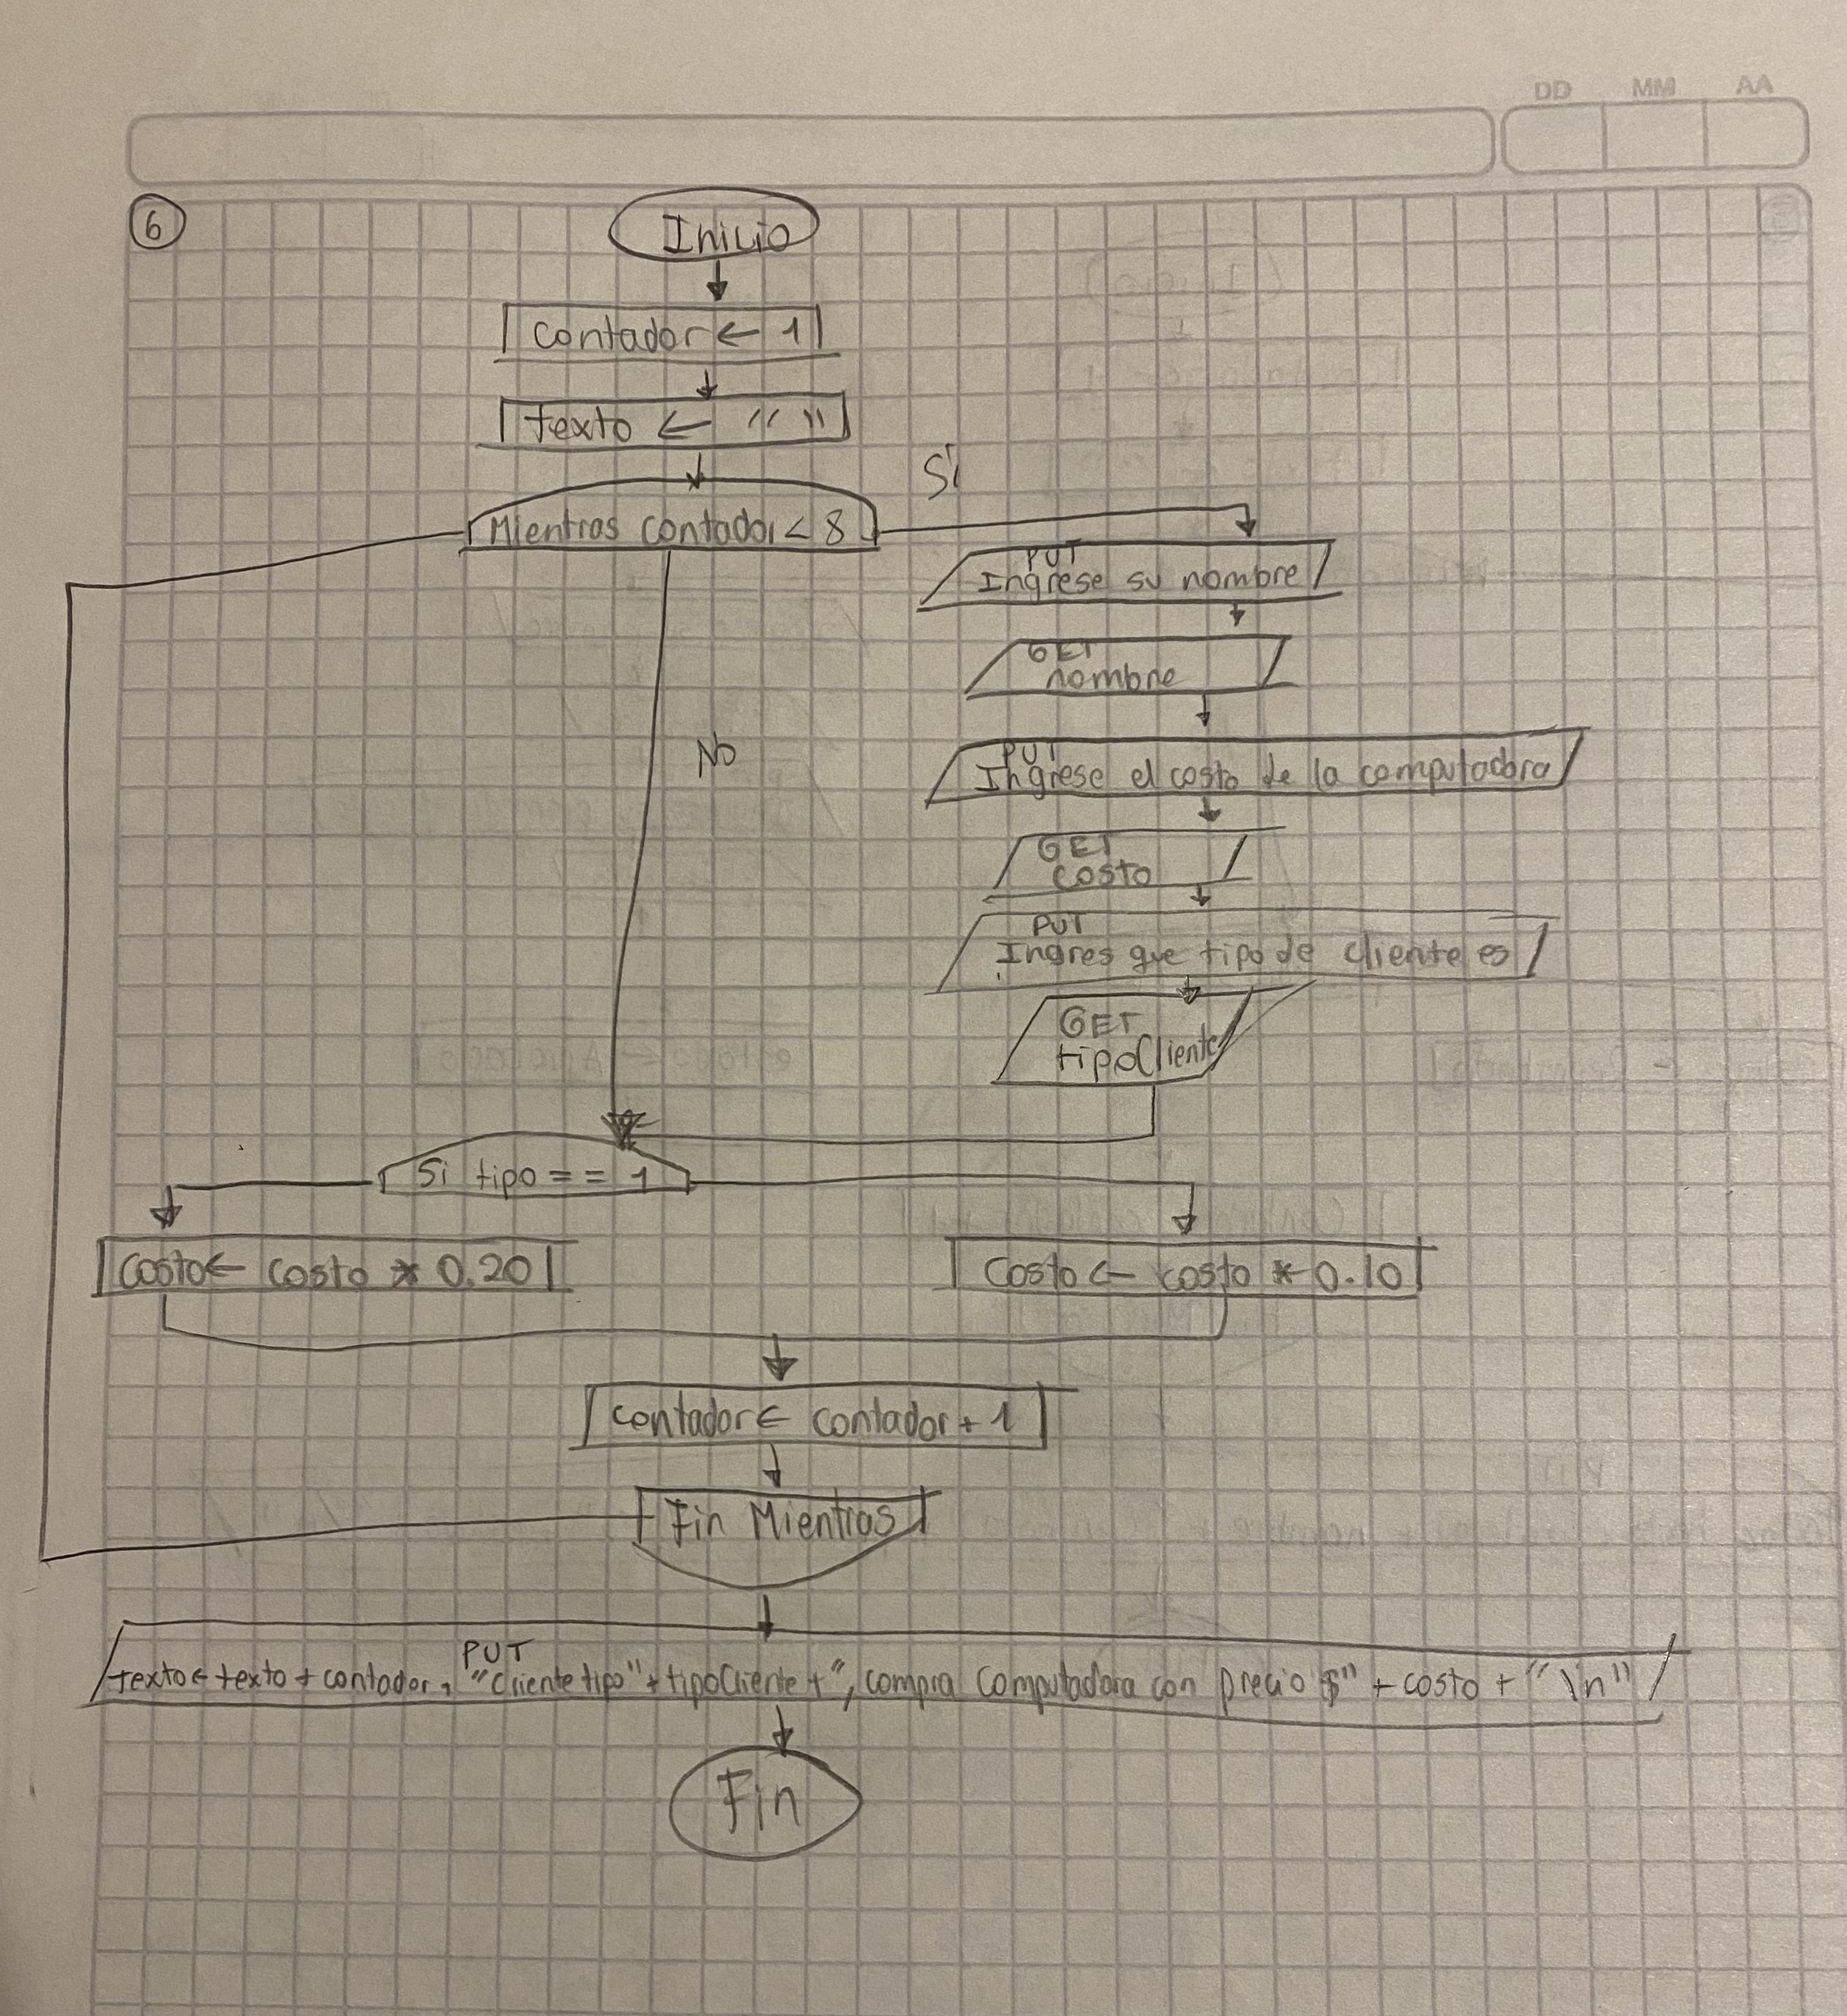 DD MM AA
6
Inicio
contador ← 1
texto ← " "
Sí
Mientras contador < 8
PUT
Ingrese su nombre
GET
nombre
No
PUT
Ingrese el costo de la computadora
GET
costo
PUT
Ingres que tipo de cliente es
GET
tipoCliente
Si tipo == 1
costo ← costo * 0.20
costo ← costo * 0.10
contador ← contador + 1
Fin Mientras
PUT
texto ← texto + contador, "cliente tipo" + tipoCliente + ", compra computadora con precio $" + costo + "\n"
Fin